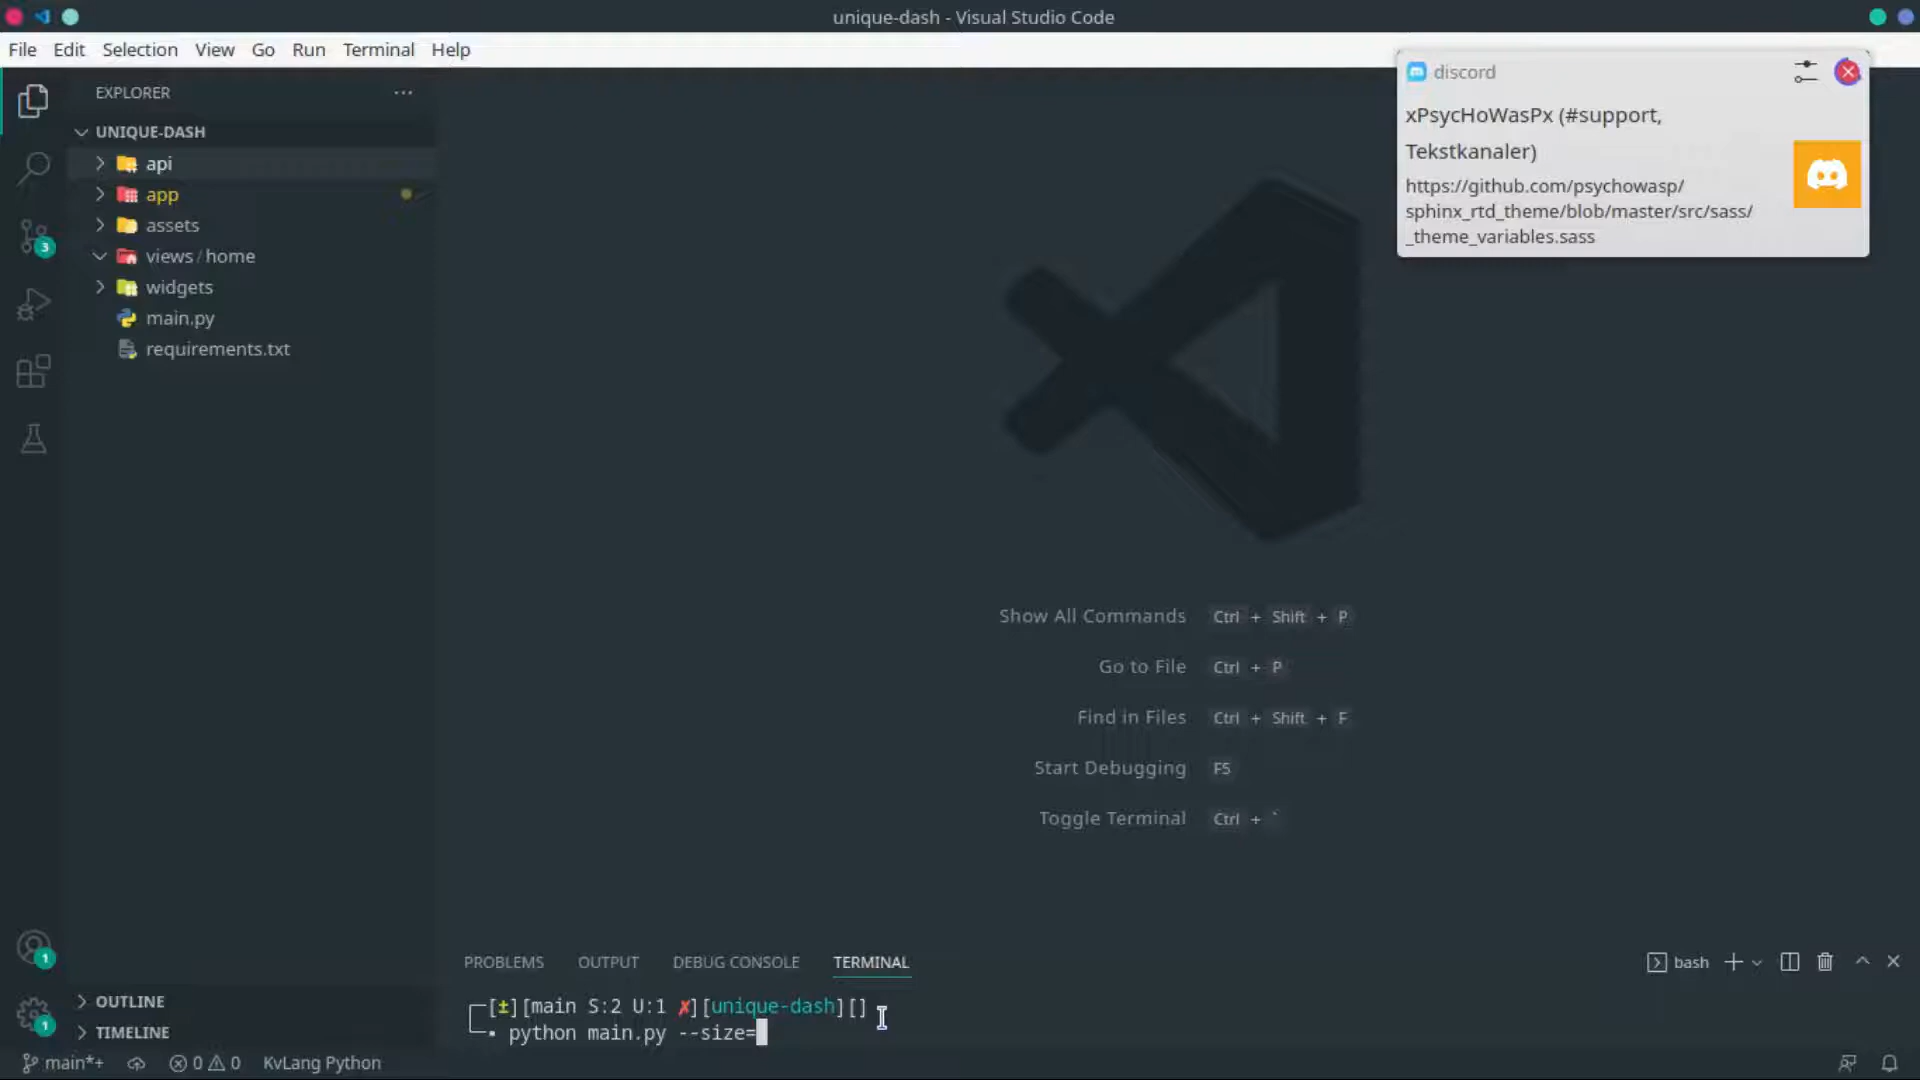 unique-dash - Visual Studio Code
File Edit Selection View Go Run Terminal Help
discord
xPsycHoWasPx (#support,
Tekstkanaler)
https://github.com/psychowasp/
sphinx_rtd_theme/blob/master/src/sass/
_theme_variables.sass
EXPLORER
UNIQUE-DASH
api
app
assets
views / home
widgets
main.py
requirements.txt
3
Show All Commands Ctrl + Shift + P
Go to File Ctrl + P
Find in Files Ctrl + Shift + F
Start Debugging F5
Toggle Terminal Ctrl + `
1
1
OUTLINE
TIMELINE
PROBLEMS OUTPUT DEBUG CONSOLE TERMINAL
bash
[±][main S:2 U:1 ✗][unique-dash][]
• python main.py --size=
main*+ 0 0 KvLang Python